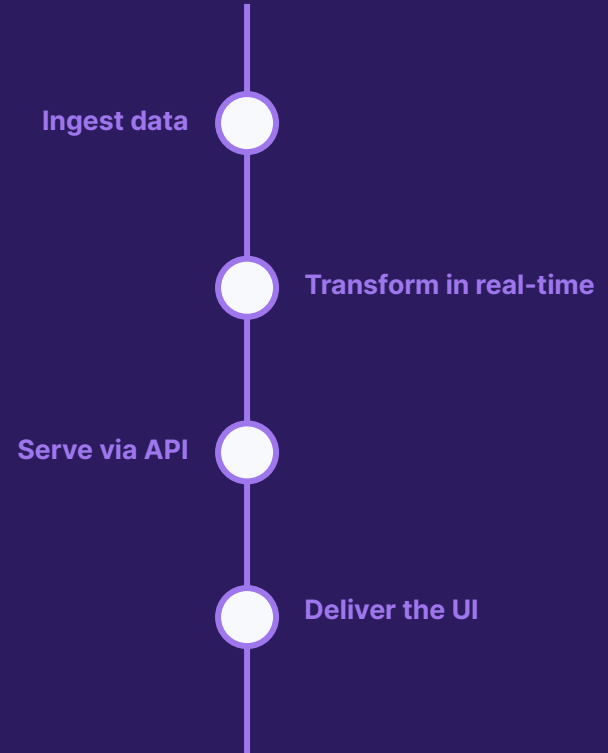 Ingest data
Transform in real-time
Serve via API
Deliver the UI